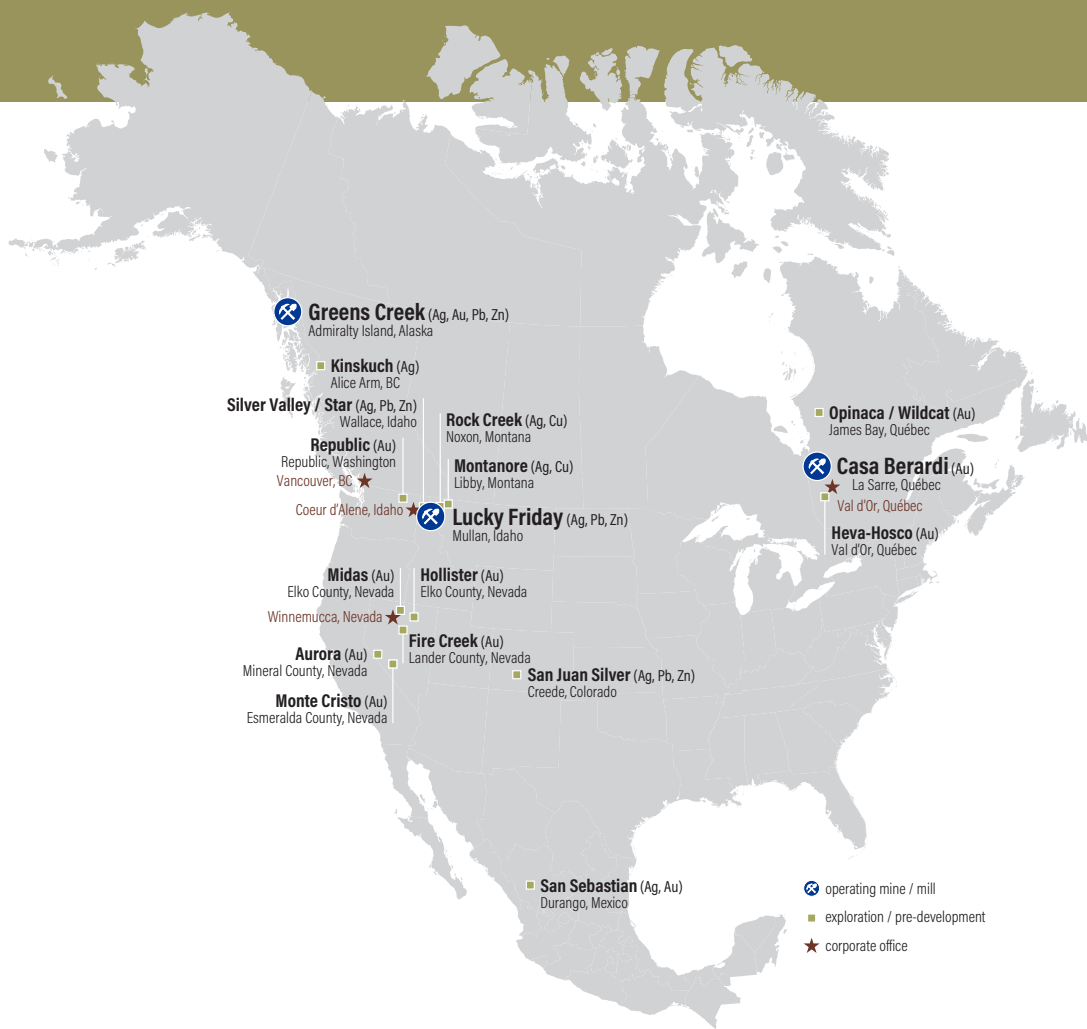 Greens Creek (Ag, Au, Pb, Zn)
Admiralty Island, Alaska
Kinskuch (Ag)
Alice Arm, BC
Silver Valley / Star (Ag, Pb, Zn)
Wallace, Idaho
Rock Creek (Ag, Cu)
Noxon, Montana
Republic (Au)
Republic, Washington
Montanore (Ag, Cu)
Libby, Montana
Vancouver, BC
Coeur d'Alene, Idaho
Lucky Friday (Ag, Pb, Zn)
Mullan, Idaho
Opinaca / Wildcat (Au)
James Bay, Québec
Casa Berardi (Au)
La Sarre, Québec
Val d'Or, Québec
Heva-Hosco (Au)
Val d'Or, Québec
Midas (Au)
Elko County, Nevada
Hollister (Au)
Elko County, Nevada
Winnemucca, Nevada
Fire Creek (Au)
Lander County, Nevada
Aurora (Au)
Mineral County, Nevada
San Juan Silver (Ag, Pb, Zn)
Creede, Colorado
Monte Cristo (Au)
Esmeralda County, Nevada
San Sebastian (Ag, Au)
Durango, Mexico
operating mine / mill
exploration / pre-development
corporate office